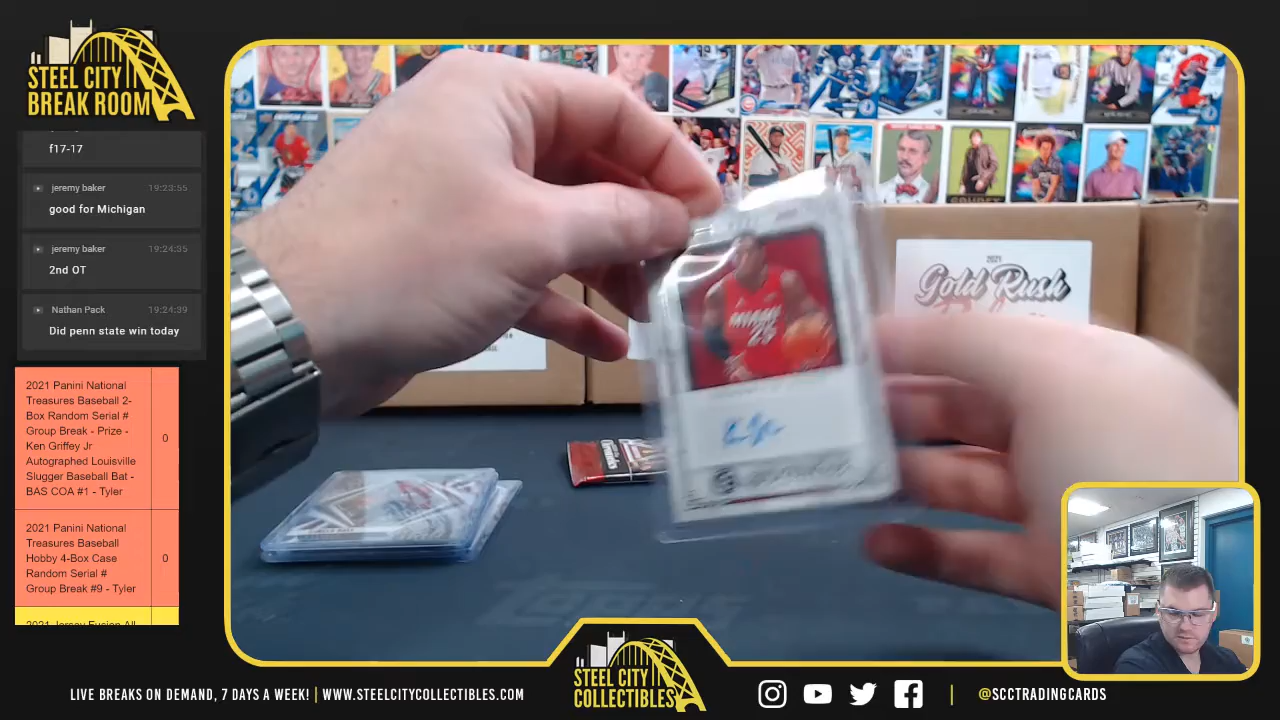 STEEL CITY
BREAK ROOM
f17-17
jeremy baker 19:23:55
good for Michigan
jeremy baker 19:24:35
2nd OT
Nathan Pack 19:24:39
Did penn state win today
2021 Panini National
Treasures Baseball 2-
Box Random Serial #
Group Break - Prize -
Ken Griffey Jr
Autographed Louisville
Slugger Baseball Bat -
BAS COA #1 - Tyler
0
2021 Panini National
Treasures Baseball
Hobby 4-Box Case
Random Serial #
Group Break #9 - Tyler
0
2021 Jersey Fusion All
2021
Gold Rush
MIAMI
STEEL CITY
COLLECTIBLES
LIVE BREAKS ON DEMAND, 7 DAYS A WEEK! | WWW.STEELCITYCOLLECTIBLES.COM
| @SCCTRADINGCARDS